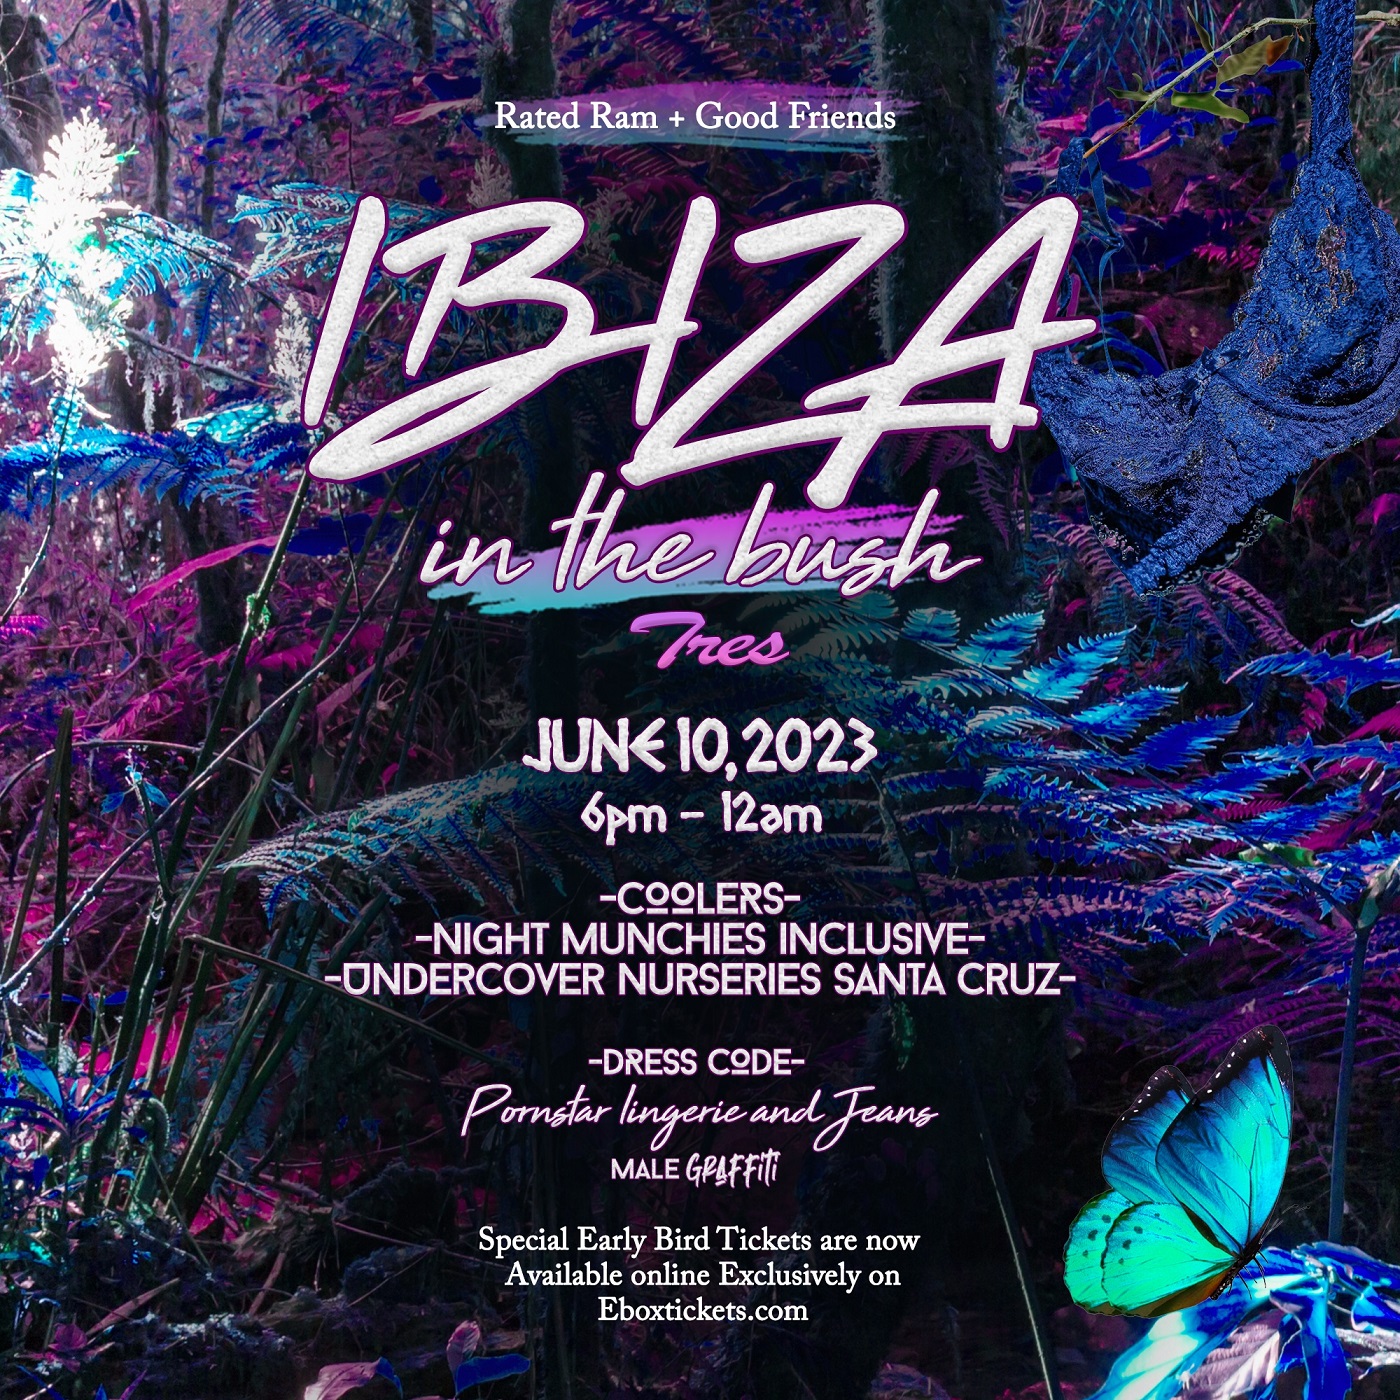 Rated Ram + Good Friends
IBIZA
in the bush
Tres
JUNE 10, 2023
6pm - 12am
-COOLERS-
-NIGHT MUNCHIES INCLUSIVE-
-UNDERCOVER NURSERIES SANTA CRUZ-
-DRESS CODE-
Pornstar lingerie and Jeans
MALE GRAFFITI
Special Early Bird Tickets are now
Available online Exclusively on
Eboxtickets.com